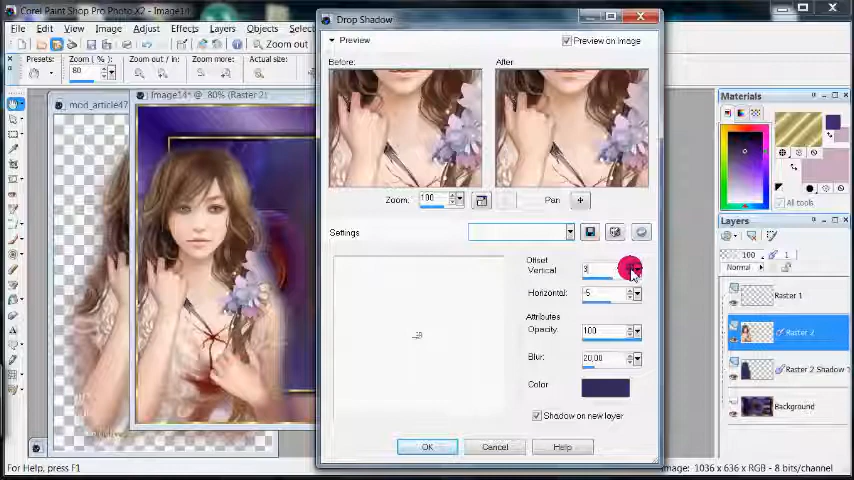 Corel Paint Shop Pro Photo X2 - Image14
Drop Shadow
File Edit View Image Adjust Effects Layers Objects Selections
Zoom out
Presets: Zoom ( % ): Zoom out: Zoom more: Actual size:
80
mod_article47
Image14* @ 80% (Raster 2)
Preview
Preview on image
Before:
After
Zoom: 100
Pan
Settings
Offset
Vertical 3
Horizontal: -5
Attributes
Opacity: 100
Blur: 20,00
Color
Shadow on new layer
OK Cancel Help
Materials
All tools
Layers
100 1
Normal
Raster 1
Raster 2
Raster 2 Shadow 1
Background
For Help, press F1
Image: 1036 x 636 x RGB - 8 bits/channel